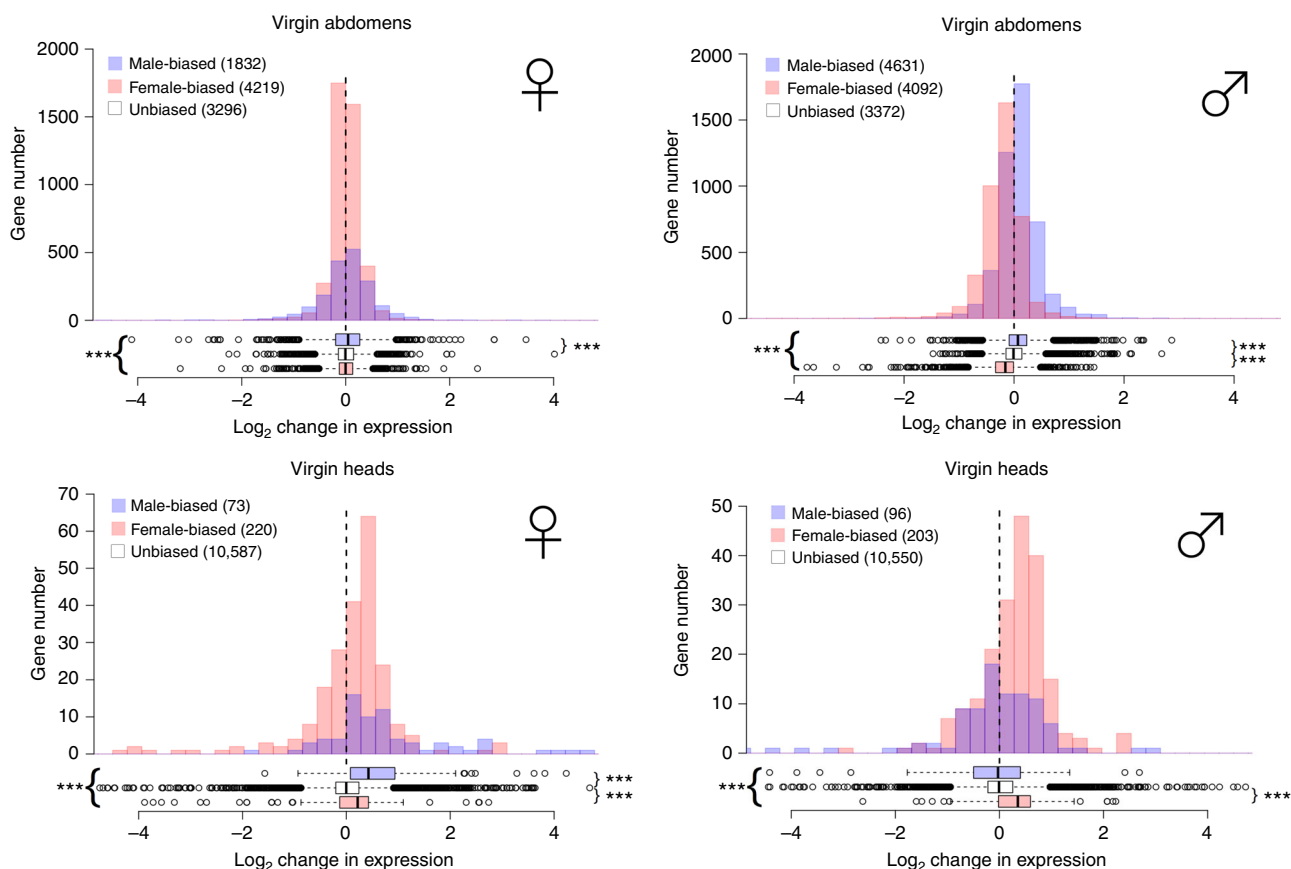 Virgin abdomens
2000
1500
1000
500
0
Gene number
Male-biased (1832)
Female-biased (4219)
Unbiased (3296)
♀
***
***
−4 −2 0 2 4
Log2 change in expression
Virgin abdomens
2000
1500
1000
500
0
Gene number
Male-biased (4631)
Female-biased (4092)
Unbiased (3372)
♂
***
***
***
−4 −2 0 2 4
Log2 change in expression
Virgin heads
70
60
50
40
30
20
10
0
Gene number
Male-biased (73)
Female-biased (220)
Unbiased (10,587)
♀
***
***
***
−4 −2 0 2 4
Log2 change in expression
Virgin heads
50
40
30
20
10
0
Gene number
Male-biased (96)
Female-biased (203)
Unbiased (10,550)
♂
***
***
−4 −2 0 2 4
Log2 change in expression